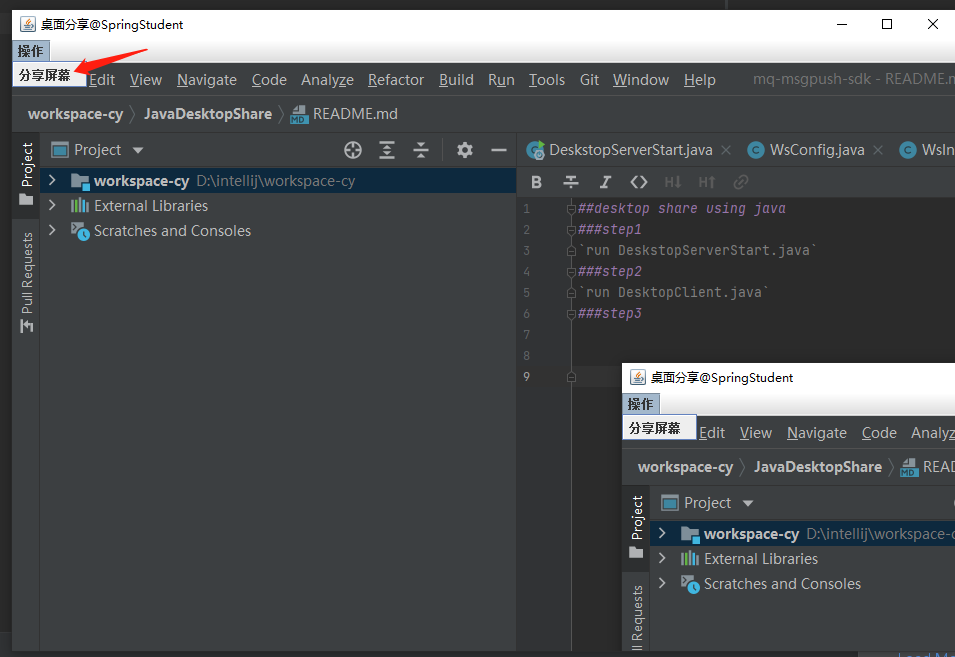 桌面分享@SpringStudent
操作
分享屏幕 Edit View Navigate Code Analyze Refactor Build Run Tools Git Window Help mq-msgpush-sdk - README.m
workspace-cy JavaDesktopShare README.md
Project
Project DeskstopServerStart.java WsConfig.java WsIn
workspace-cy D:\intellij\workspace-cy
External Libraries
Scratches and Consoles
Pull Requests
B I <> H↓ H↑
1 ##desktop share using java
2 ###step1
3 `run DeskstopServerStart.java`
4 ###step2
5 `run DesktopClient.java`
6 ###step3
7
8
9
桌面分享@SpringStudent
操作
分享屏幕 Edit View Navigate Code Analyz
workspace-cy JavaDesktopShare READ
Project
Project
workspace-cy D:\intellij\workspace-c
External Libraries
Scratches and Consoles
Requests